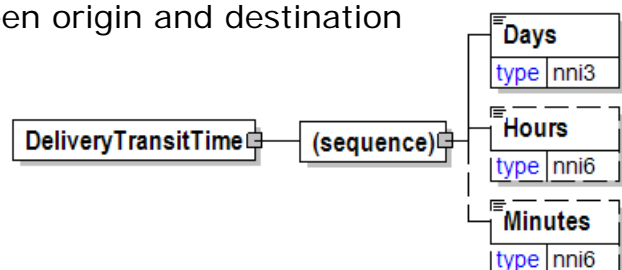 en origin and destination
Days
type nni3
DeliveryTransitTime
(sequence)
Hours
type nni6
Minutes
type nni6